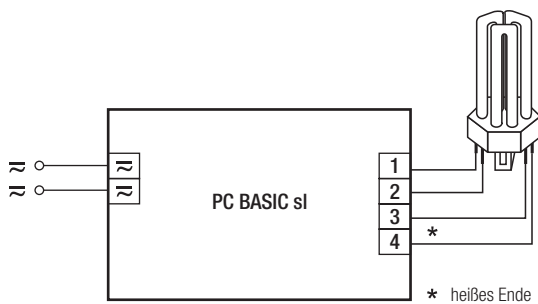 1
≂ ≂ 2
≂ ≂ PC BASIC sl 3
4 *
* heißes Ende